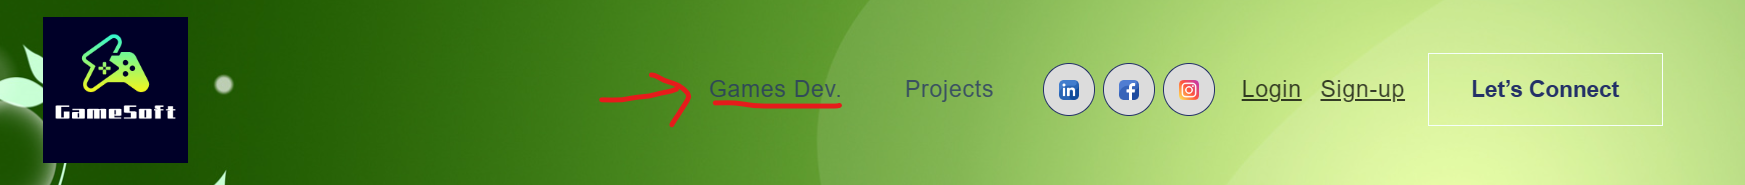 GameSoft
Games Dev.
Projects
Login
Sign-up
Let’s Connect